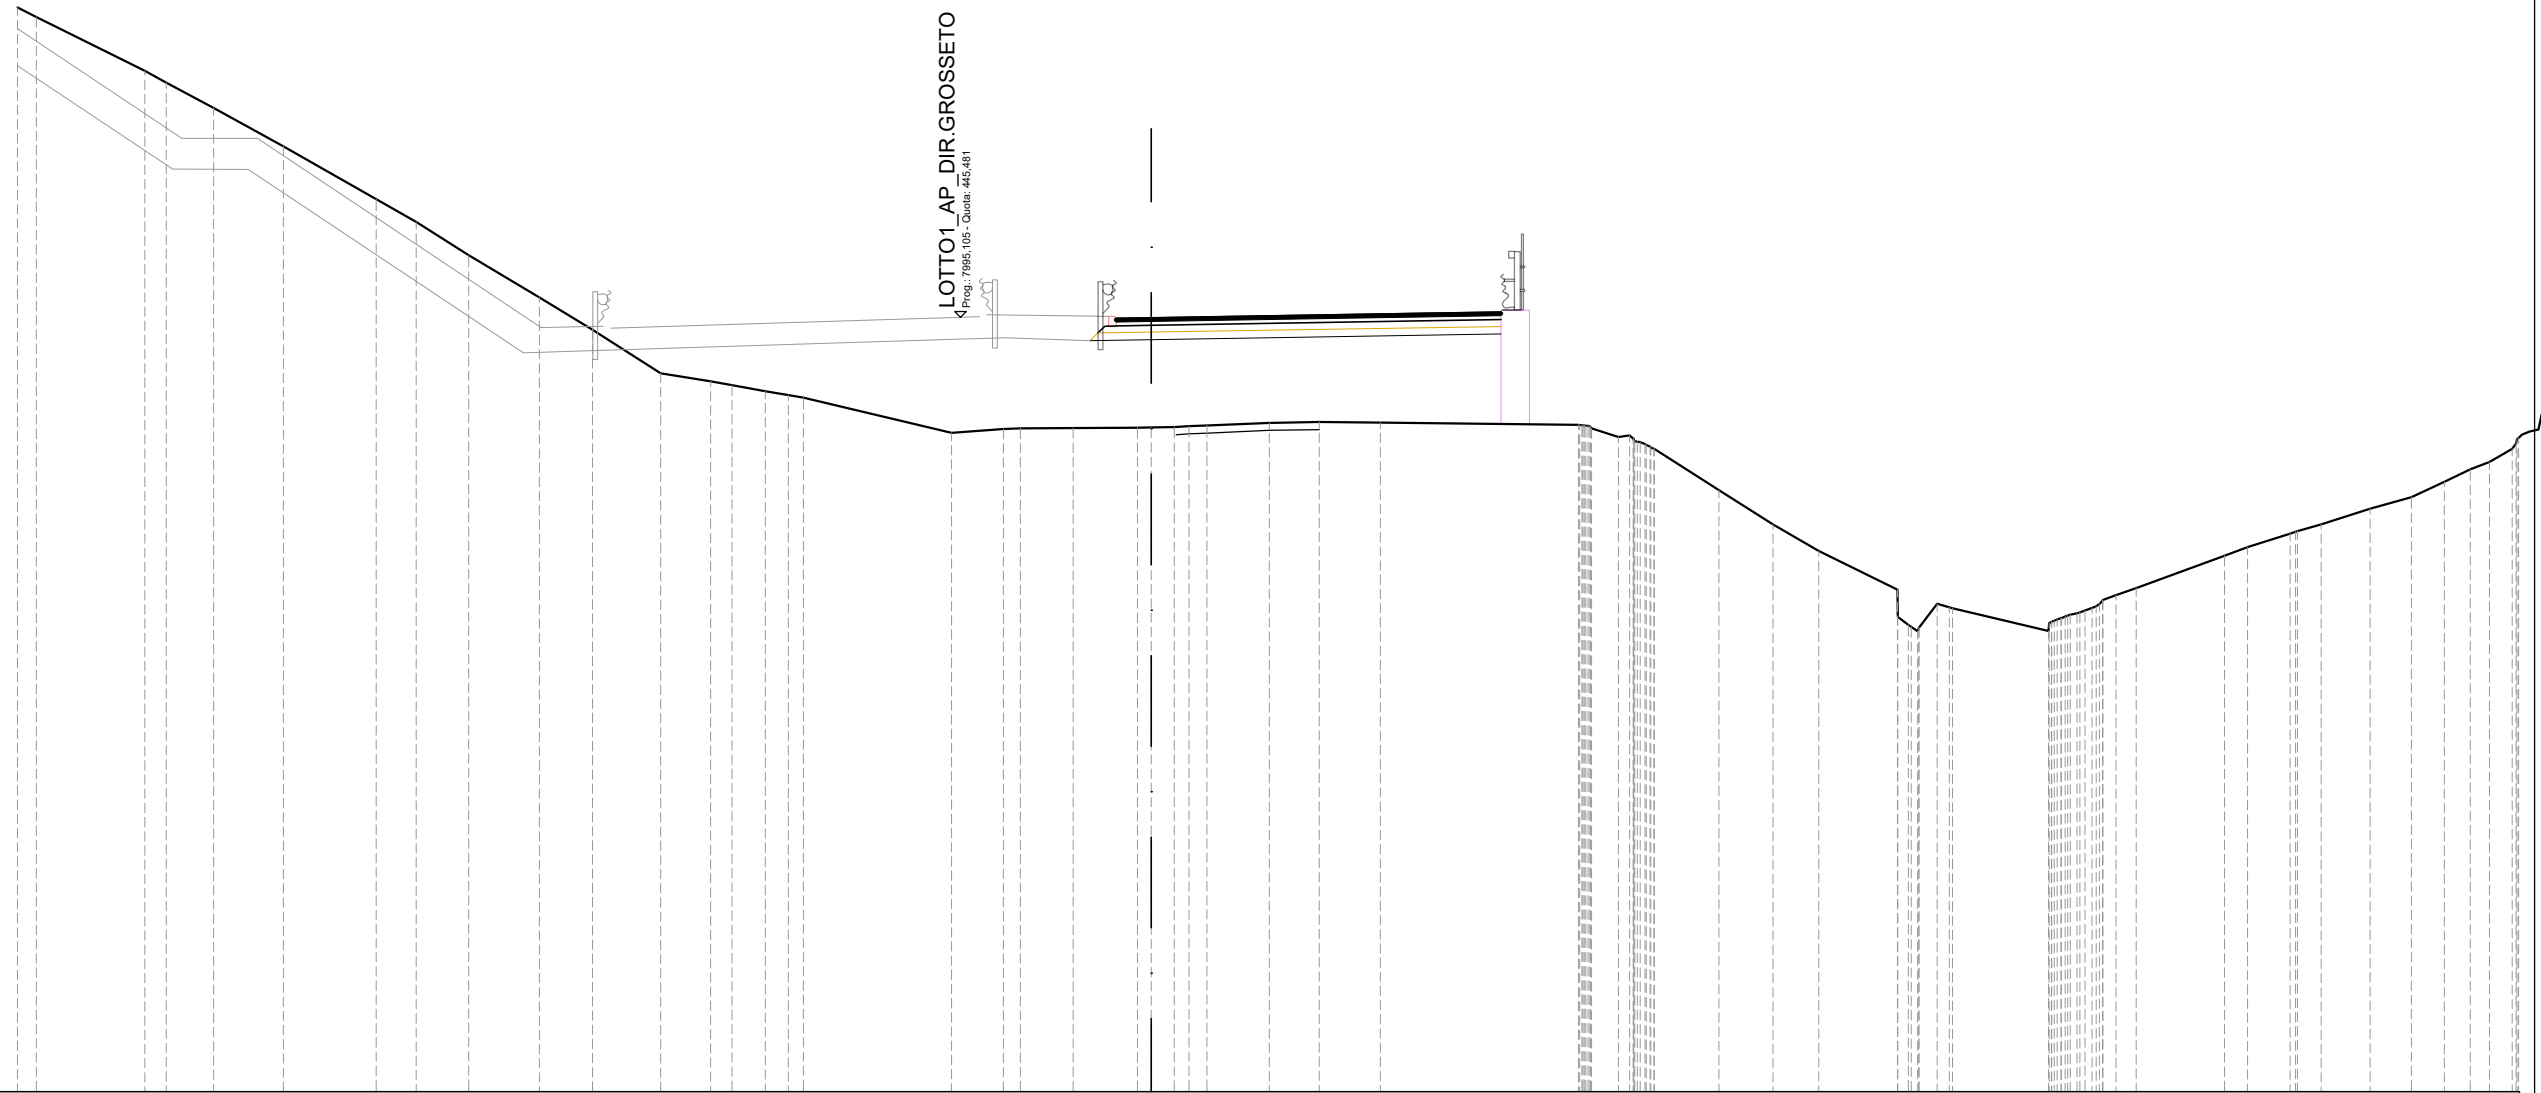 LOTTO1_AP_DIR.GROSSETO
Prog.: 7995,105 - Quota: 445,481